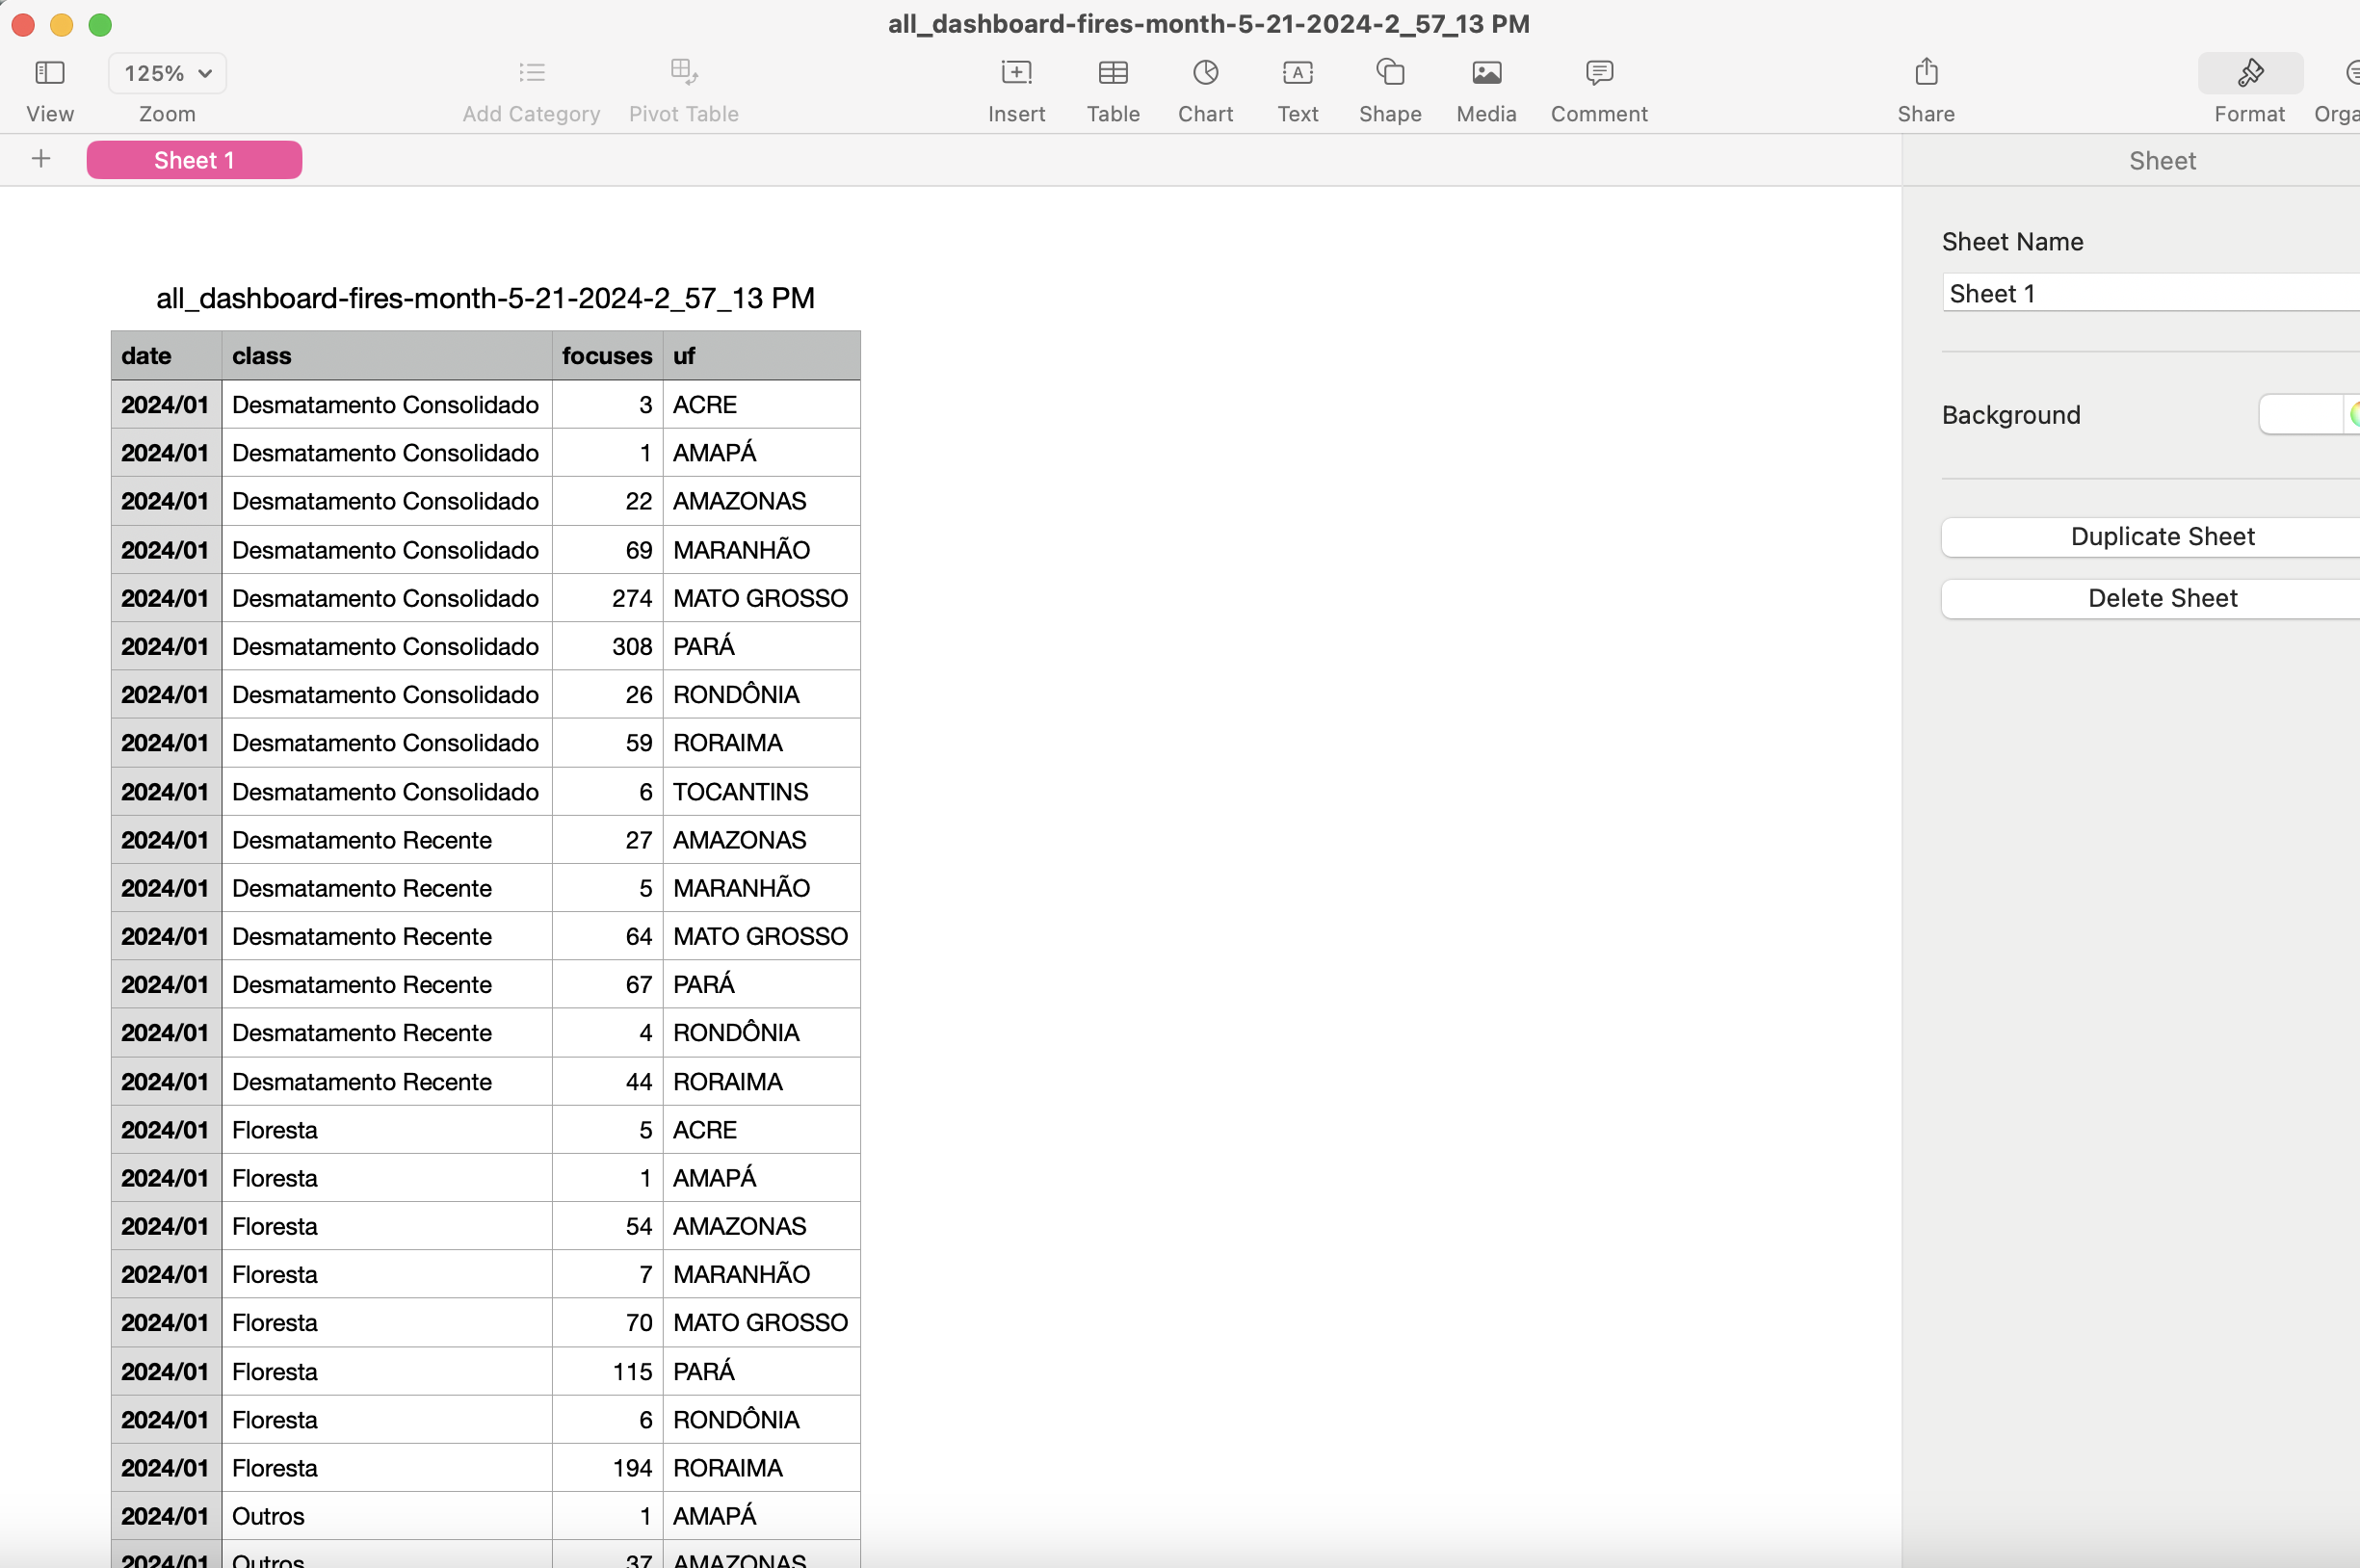 all_dashboard-fires-month-5-21-2024-2_57_13 PM
125%
View Zoom Add Category Pivot Table Insert Table Chart Text Shape Media Comment Share Format Orga
Sheet 1 Sheet
Sheet Name
Sheet 1
Background
Duplicate Sheet
Delete Sheet
all_dashboard-fires-month-5-21-2024-2_57_13 PM
date class focuses uf
2024/01 Desmatamento Consolidado 3 ACRE
2024/01 Desmatamento Consolidado 1 AMAPÁ
2024/01 Desmatamento Consolidado 22 AMAZONAS
2024/01 Desmatamento Consolidado 69 MARANHÃO
2024/01 Desmatamento Consolidado 274 MATO GROSSO
2024/01 Desmatamento Consolidado 308 PARÁ
2024/01 Desmatamento Consolidado 26 RONDÔNIA
2024/01 Desmatamento Consolidado 59 RORAIMA
2024/01 Desmatamento Consolidado 6 TOCANTINS
2024/01 Desmatamento Recente 27 AMAZONAS
2024/01 Desmatamento Recente 5 MARANHÃO
2024/01 Desmatamento Recente 64 MATO GROSSO
2024/01 Desmatamento Recente 67 PARÁ
2024/01 Desmatamento Recente 4 RONDÔNIA
2024/01 Desmatamento Recente 44 RORAIMA
2024/01 Floresta 5 ACRE
2024/01 Floresta 1 AMAPÁ
2024/01 Floresta 54 AMAZONAS
2024/01 Floresta 7 MARANHÃO
2024/01 Floresta 70 MATO GROSSO
2024/01 Floresta 115 PARÁ
2024/01 Floresta 6 RONDÔNIA
2024/01 Floresta 194 RORAIMA
2024/01 Outros 1 AMAPÁ
2024/01 Outros 37 AMAZONAS